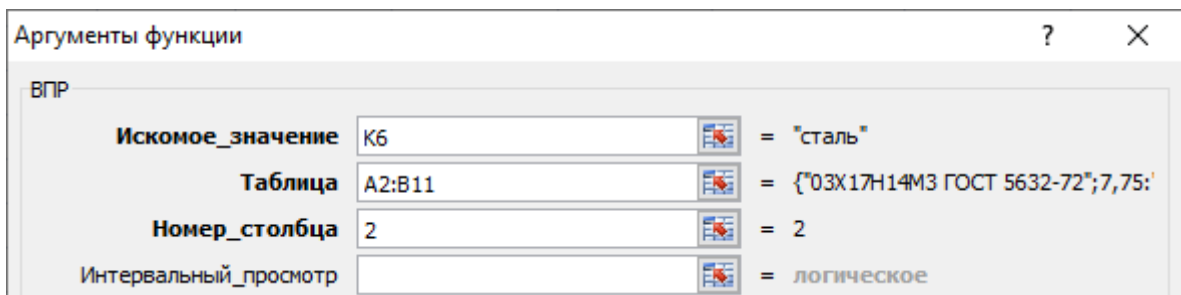 Аргументы функции ? ×
ВПР
Искомое_значение K6 = "сталь"
Таблица A2:B11 = {"03Х17Н14М3 ГОСТ 5632-72";7,75:'
Номер_столбца 2 = 2
Интервальный_просмотр = логическое